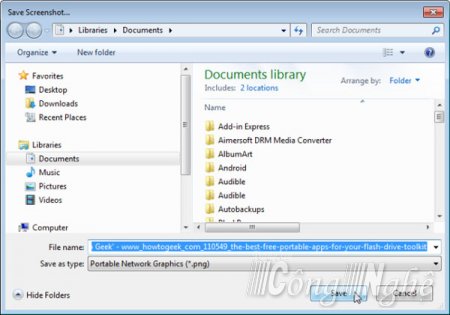 Save Screenshot...
Libraries Documents Search Documents
Organize New folder
Favorites
Desktop
Downloads
Recent Places
Libraries
Documents
Music
Pictures
Videos
Computer
Documents library
Includes: 2 locations
Arrange by: Folder
Name
Add-in Express
Aimersoft DRM Media Converter
AlbumArt
Android
Audible
Audible
Autobackups
File name: Geek' - www_howtogeek_com_110549_the-best-free-portable-apps-for-your-flash-drive-toolkit
Save as type: Portable Network Graphics (*.png)
Hide Folders Save Cancel
Công Nghệ